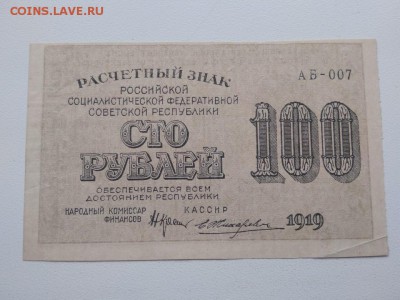 COINS.LAVE.RU
РАСЧЕТНЫЙ ЗНАК
АБ-007
РОССИЙСКОЙ
СОЦИАЛИСТИЧЕСКОЙ ФЕДЕРАТИВНОЙ
СОВЕТСКОЙ РЕСПУБЛИКИ
СТО
РУБЛЕЙ
100
ОБЕСПЕЧИВАЕТСЯ ВСЕМ
ДОСТОЯНИЕМ РЕСПУБЛИКИ
НАРОДНЫЙ КОМИССАР
ФИНАНСОВ
КАССИР
1919